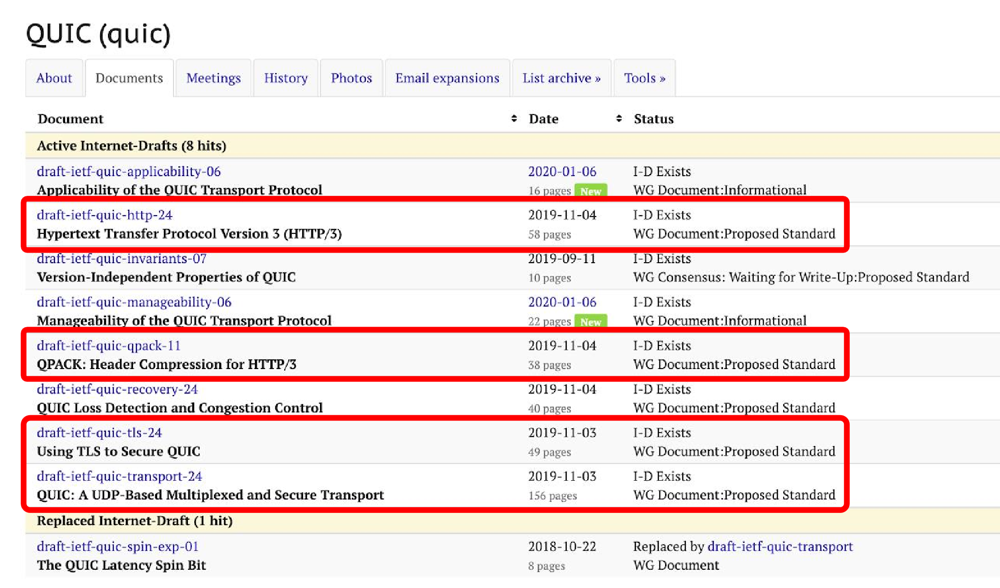 QUIC (quic)
About Documents Meetings History Photos Email expansions List archive » Tools »
Document Date Status
Active Internet-Drafts (8 hits)
draft-ietf-quic-applicability-06 2020-01-06 I-D Exists
Applicability of the QUIC Transport Protocol 16 pages New WG Document:Informational
draft-ietf-quic-http-24 2019-11-04 I-D Exists
Hypertext Transfer Protocol Version 3 (HTTP/3) 58 pages WG Document:Proposed Standard
draft-ietf-quic-invariants-07 2019-09-11 I-D Exists
Version-Independent Properties of QUIC 10 pages WG Consensus: Waiting for Write-Up:Proposed Standard
draft-ietf-quic-manageability-06 2020-01-06 I-D Exists
Manageability of the QUIC Transport Protocol 22 pages New WG Document:Informational
draft-ietf-quic-qpack-11 2019-11-04 I-D Exists
QPACK: Header Compression for HTTP/3 38 pages WG Document:Proposed Standard
draft-ietf-quic-recovery-24 2019-11-04 I-D Exists
QUIC Loss Detection and Congestion Control 40 pages WG Document:Proposed Standard
draft-ietf-quic-tls-24 2019-11-03 I-D Exists
Using TLS to Secure QUIC 49 pages WG Document:Proposed Standard
draft-ietf-quic-transport-24 2019-11-03 I-D Exists
QUIC: A UDP-Based Multiplexed and Secure Transport 156 pages WG Document:Proposed Standard
Replaced Internet-Draft (1 hit)
draft-ietf-quic-spin-exp-01 2018-10-22 Replaced by draft-ietf-quic-transport
The QUIC Latency Spin Bit 8 pages WG Document